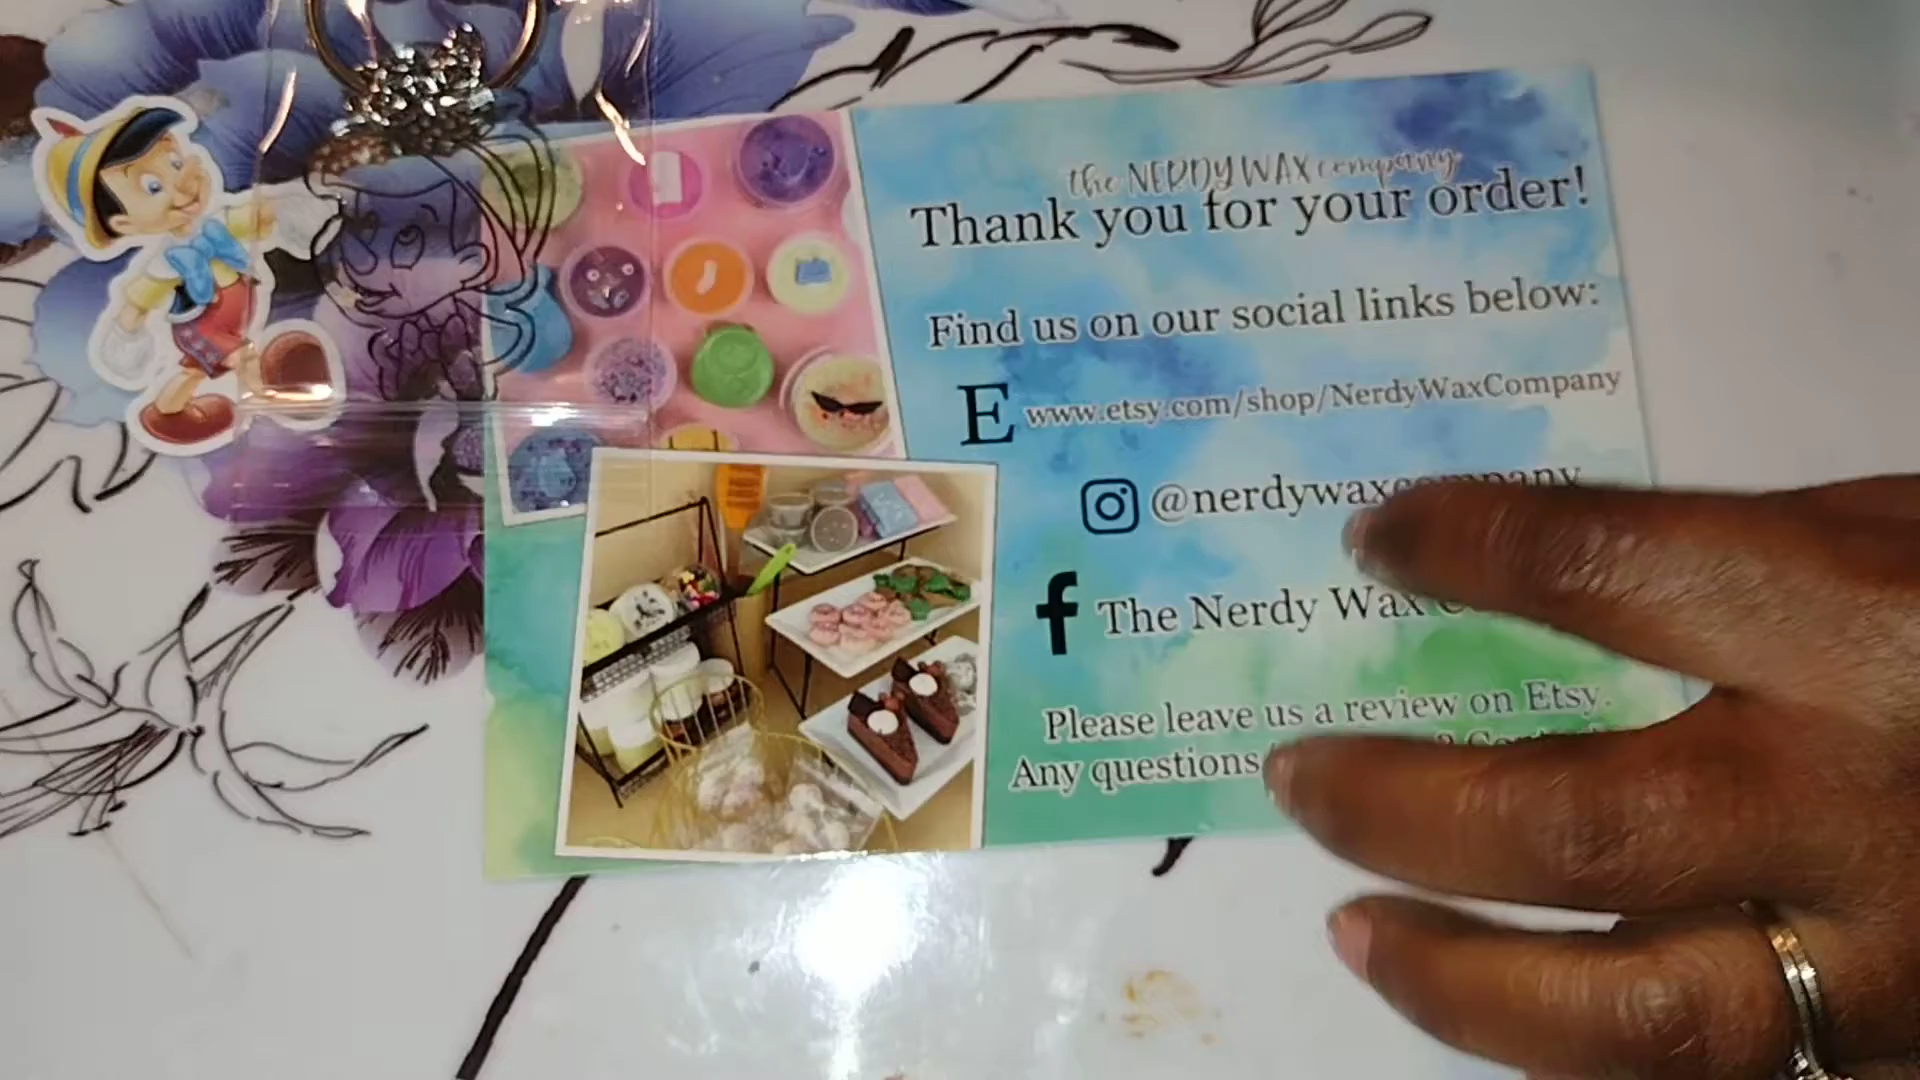 the NERDY WAX company
Thank you for your order!
Find us on our social links below:
E www.etsy.com/shop/NerdyWaxCompany
@nerdywaxcompany
f The Nerdy Wax
Please leave us a review on Etsy.
Any questions